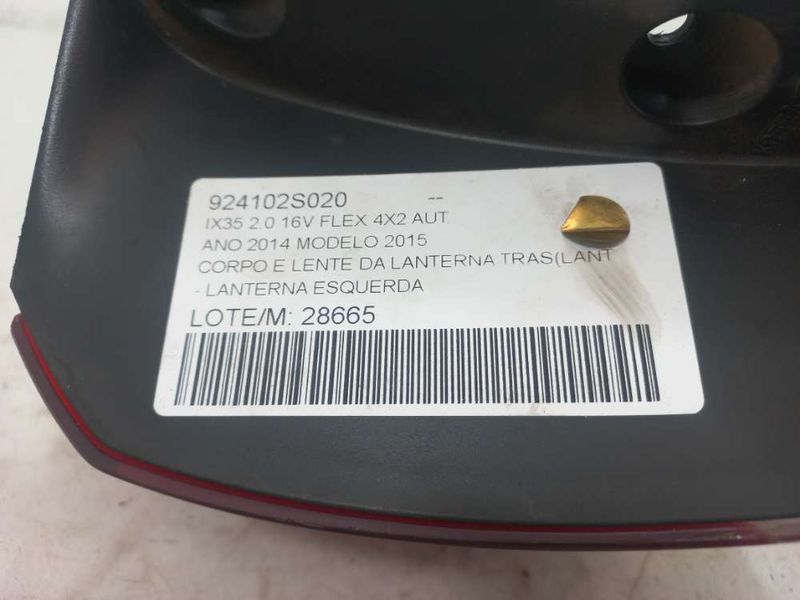 924102S020 --
IX35 2.0 16V FLEX 4X2 AUT
ANO 2014 MODELO 2015
CORPO E LENTE DA LANTERNA TRAS(LANT
- LANTERNA ESQUERDA
LOTE/M: 28665